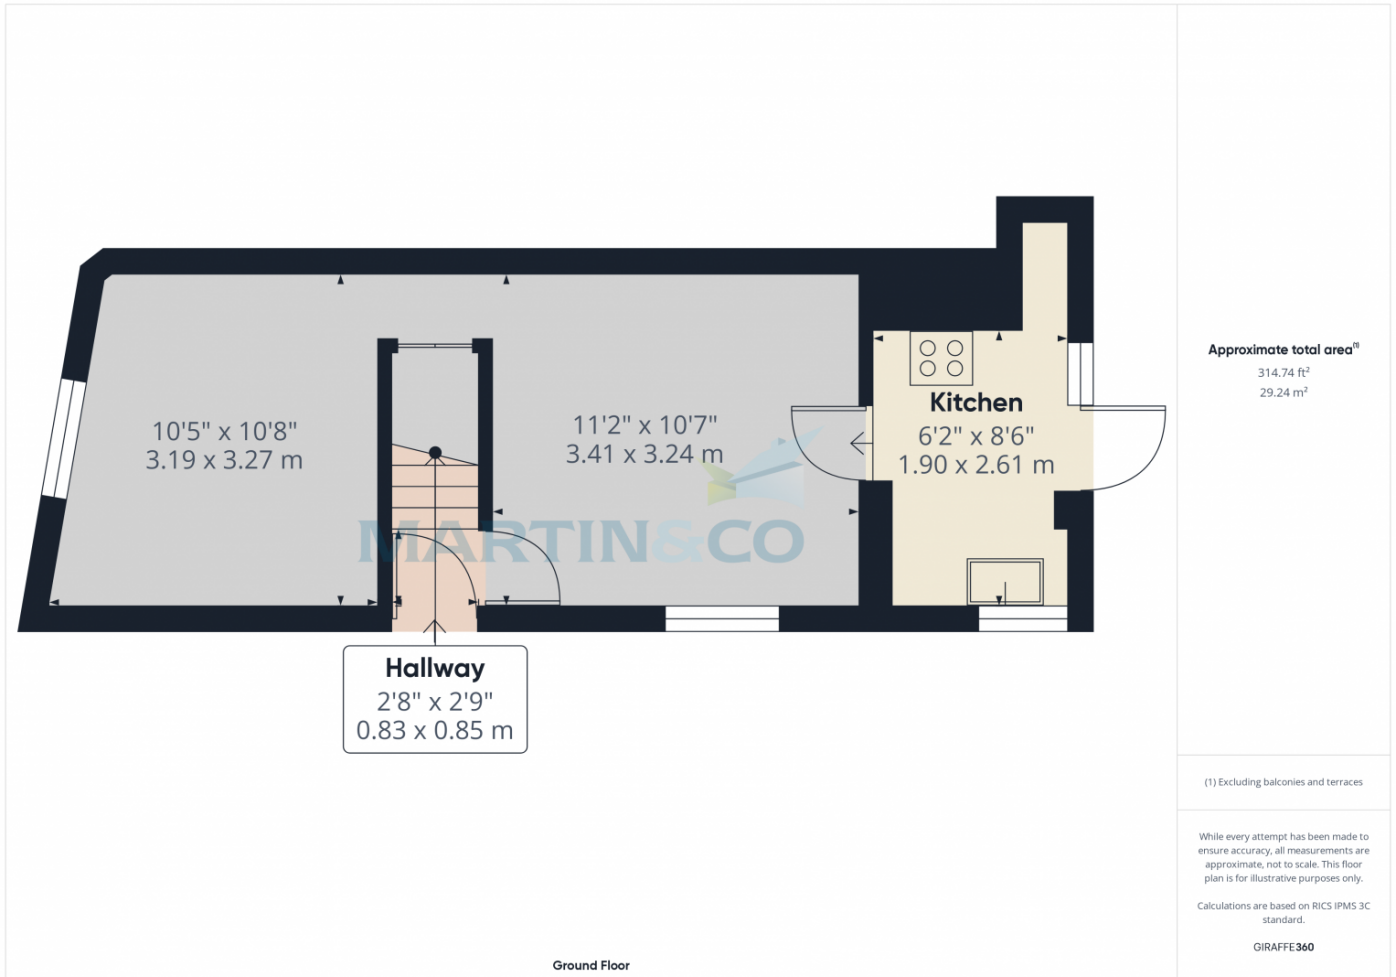 Approximate total area(1)
314.74 ft²
29.24 m²
10'5" x 10'8"
3.19 x 3.27 m
11'2" x 10'7"
3.41 x 3.24 m
Kitchen
6'2" x 8'6"
1.90 x 2.61 m
MARTIN&CO
Hallway
2'8" x 2'9"
0.83 x 0.85 m
(1) Excluding balconies and terraces
While every attempt has been made to
ensure accuracy, all measurements are
approximate, not to scale. This floor
plan is for illustrative purposes only.
Calculations are based on RICS IPMS 3C
standard.
GIRAFFE360
Ground Floor